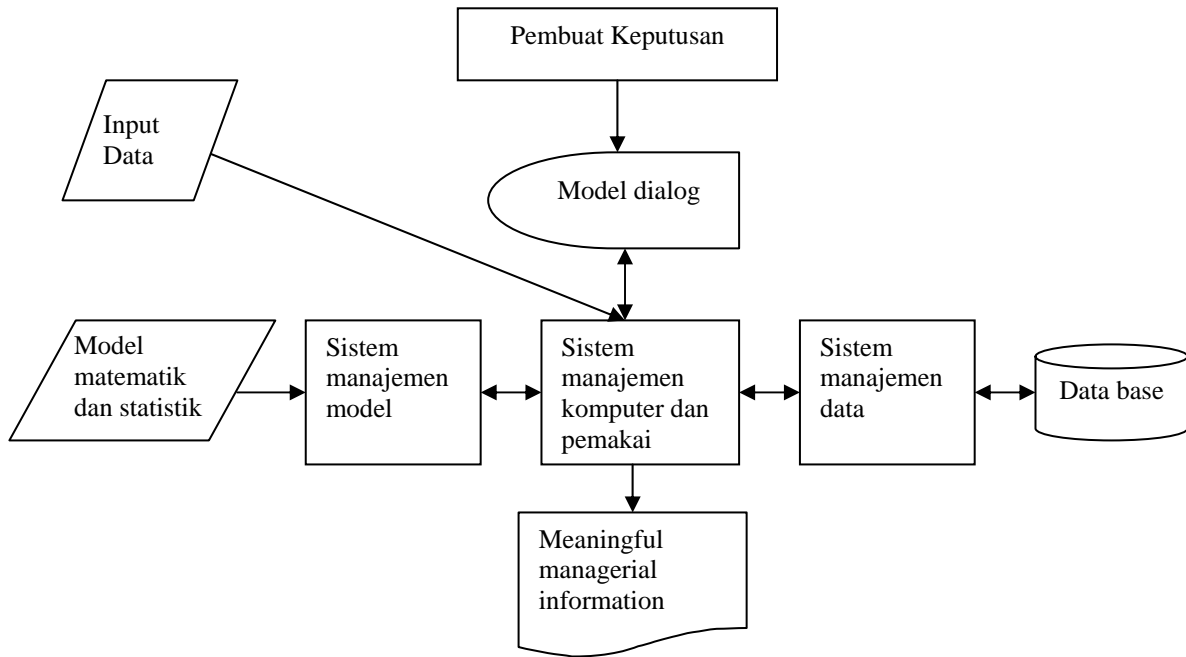 Pembuat Keputusan
Input
Data
Model dialog
Model
matematik
dan statistik
Sistem
manajemen
model
Sistem
manajemen
komputer dan
pemakai
Sistem
manajemen
data
Data base
Meaningful
managerial
information